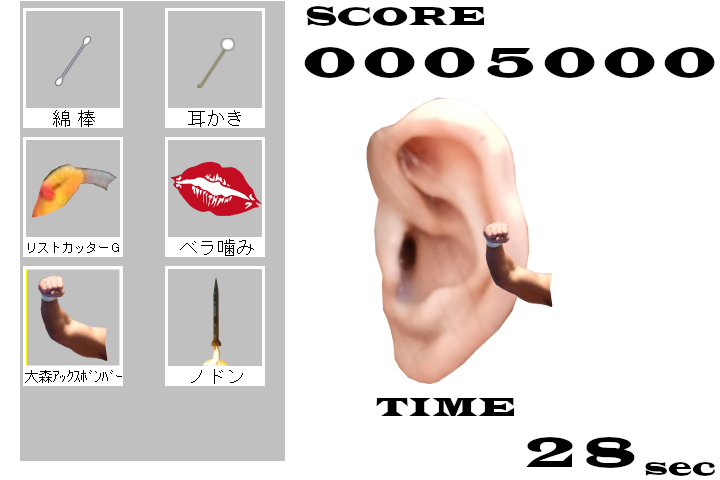 SCORE
0005000
綿棒
耳かき
リストカッターG
ベラ噛み
大森ｱｯｸｽﾎﾞﾝﾊﾞｰ
ノドン
TIME
28 sec